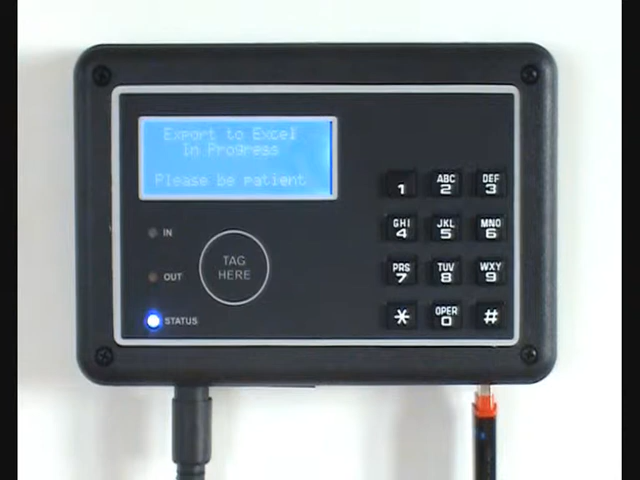 Export to Excel
In Progress
Please be patient
IN
OUT
STATUS
TAG
HERE
1
ABC
2
DEF
3
GHI
4
JKL
5
MNO
6
PRS
7
TUV
8
WXY
9
*
OPER
0
#